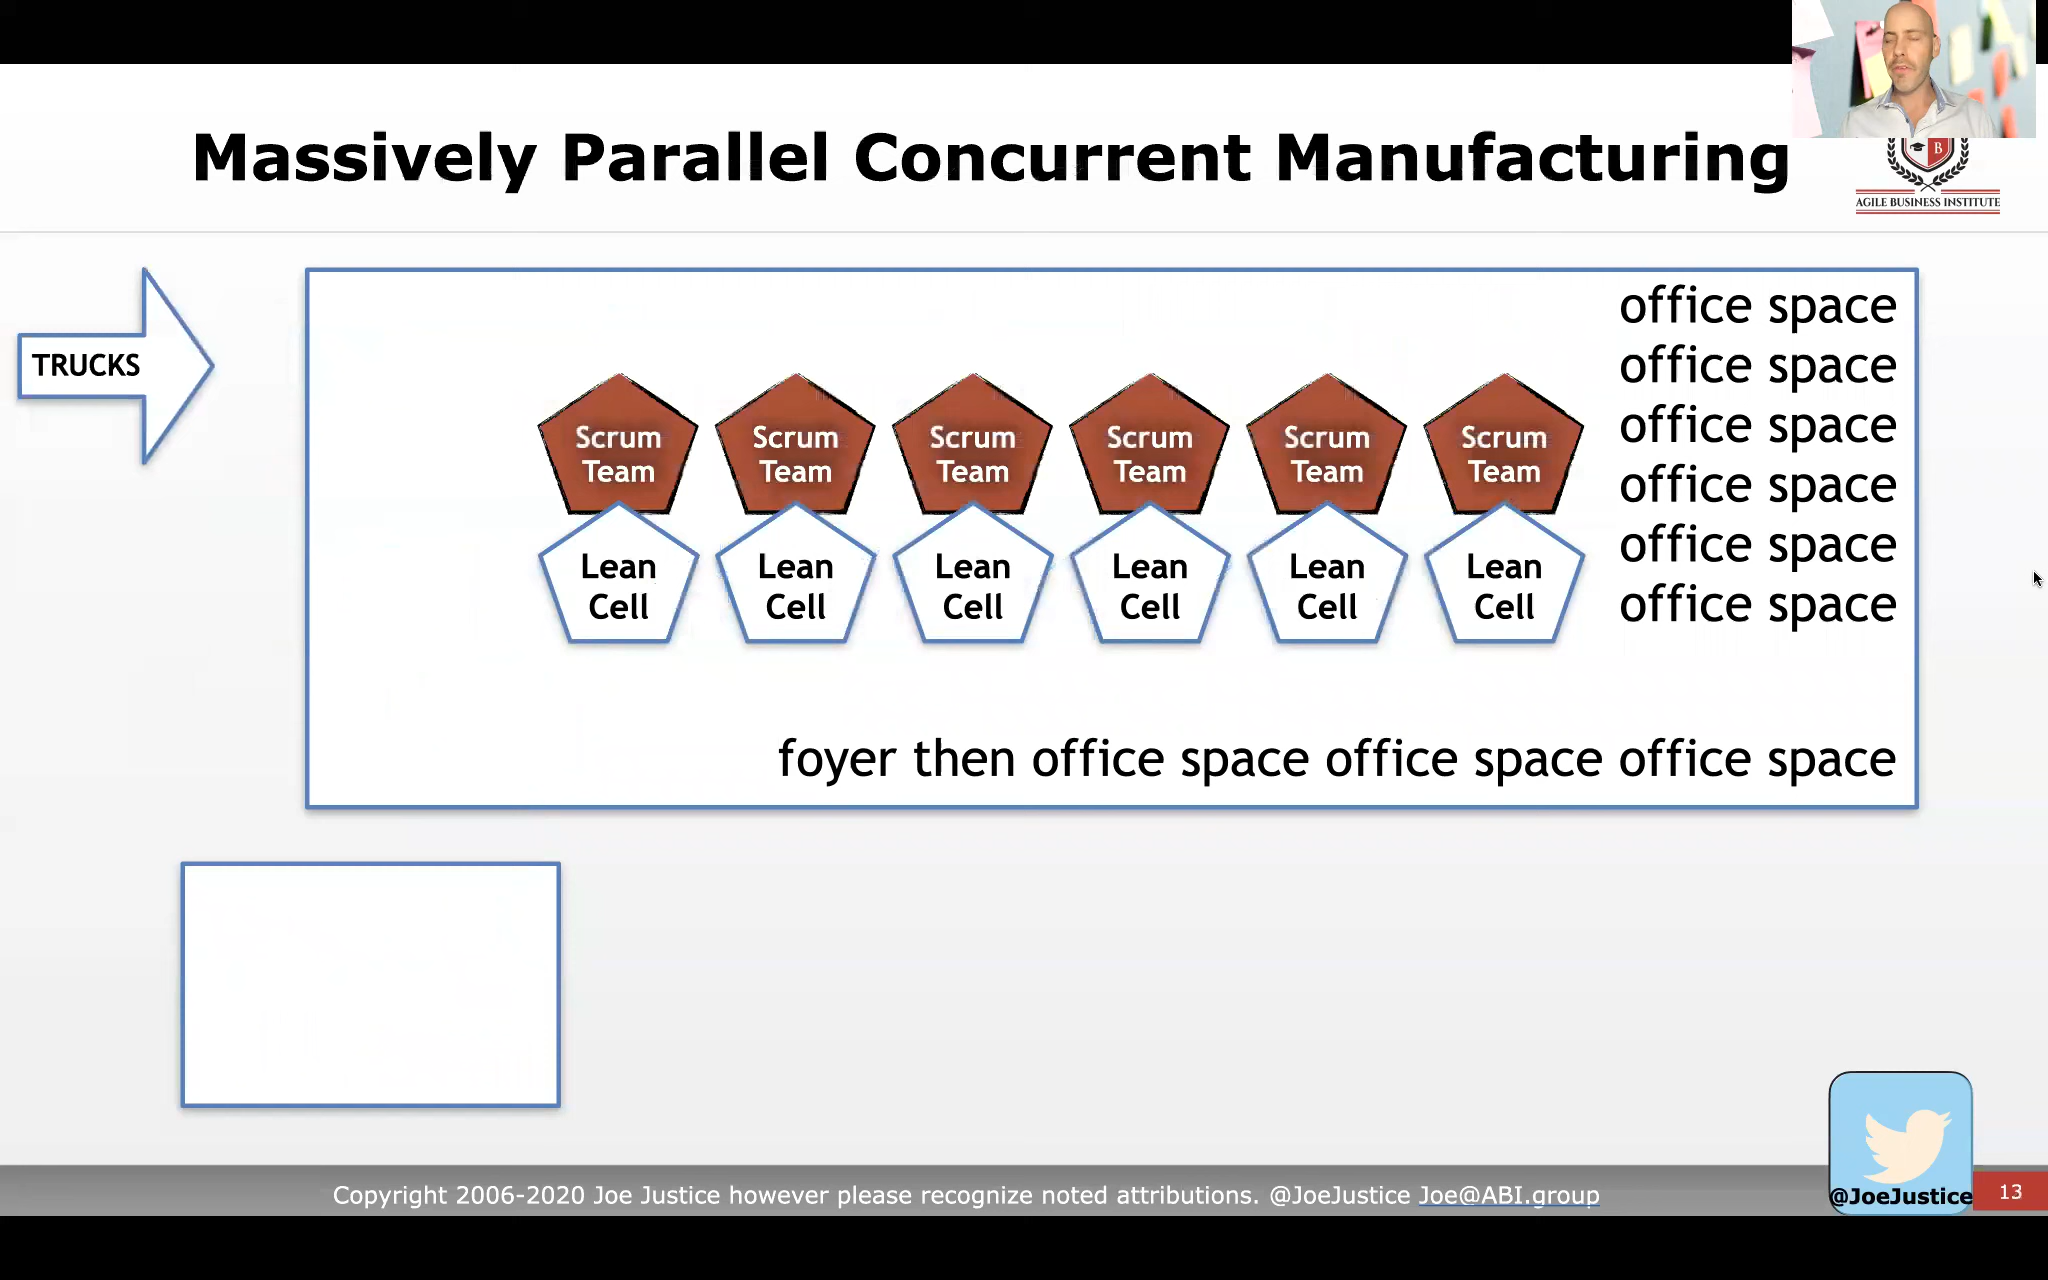 Massively Parallel Concurrent Manufacturing
B
AGILE BUSINESS INSTITUTE
TRUCKS
office space
office space
office space
office space
office space
office space
Scrum Team Scrum Team Scrum Team Scrum Team Scrum Team Scrum Team
Lean Cell Lean Cell Lean Cell Lean Cell Lean Cell Lean Cell
foyer then office space office space office space
@JoeJustice
Copyright 2006-2020 Joe Justice however please recognize noted attributions. @JoeJustice Joe@ABI.group
13